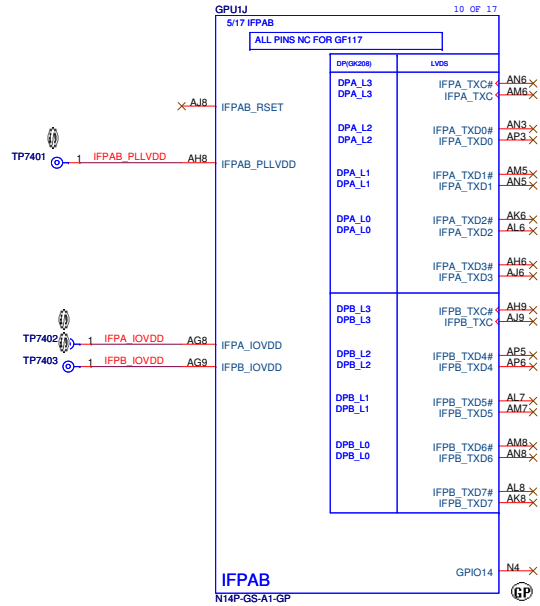 GPU1J 10 OF 17
5/17 IFPAB
ALL PINS NC FOR GF117
DP(GK208) LVDS
DPA_L3 IFPA_TXC# AN6
DPA_L3 IFPA_TXC AM6
AJ8 IFPAB_RSET
DPA_L2 IFPA_TXD0# AN3
DPA_L2 IFPA_TXD0 AP3
TP7401 1 IFPAB_PLLVDD AH8 IFPAB_PLLVDD
DPA_L1 IFPA_TXD1# AM5
DPA_L1 IFPA_TXD1 AN5
DPA_L0 IFPA_TXD2# AK6
DPA_L0 IFPA_TXD2 AL6
IFPA_TXD3# AH6
IFPA_TXD3 AJ6
DPB_L3 IFPB_TXC# AH9
DPB_L3 IFPB_TXC AJ9
TP7402 1 IFPA_IOVDD AG8 IFPA_IOVDD
TP7403 1 IFPB_IOVDD AG9 IFPB_IOVDD
DPB_L2 IFPB_TXD4# AP5
DPB_L2 IFPB_TXD4 AP6
DPB_L1 IFPB_TXD5# AL7
DPB_L1 IFPB_TXD5 AM7
DPB_L0 IFPB_TXD6# AM8
DPB_L0 IFPB_TXD6 AN8
IFPB_TXD7# AL8
IFPB_TXD7 AK8
GPIO14 N4
IFPAB
N14P-GS-A1-GP
GP